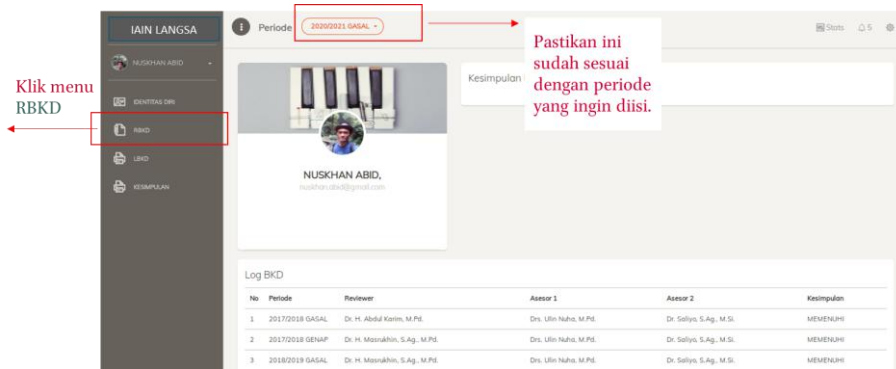 IAIN LANGSA
Periode
2020/2021 GASAL
Stats
5
NUSKHAN ABID
Pastikan ini
sudah sesuai
dengan periode
yang ingin diisi.
Kesimpulan
Klik menu
RBKD
IDENTITAS DIRI
RBKD
LBKD
KESIMPULAN
NUSKHAN ABID,
nuskhan.abid@gmail.com
Log BKD
No Periode Reviewer Asesor 1 Asesor 2 Kesimpulan
1 2017/2018 GASAL Dr. H. Abdul Karim, M.Pd. Drs. Ulin Nuha, M.Pd. Dr. Saliyo, S.Ag., M.Si. MEMENUHI
2 2017/2018 GENAP Dr. H. Masrukhin, S.Ag., M.Pd. Drs. Ulin Nuha, M.Pd. Dr. Saliyo, S.Ag., M.Si. MEMENUHI
3 2018/2019 GASAL Dr. H. Masrukhin, S.Ag., M.Pd. Drs. Ulin Nuha, M.Pd. Dr. Saliyo, S.Ag., M.Si. MEMENUHI